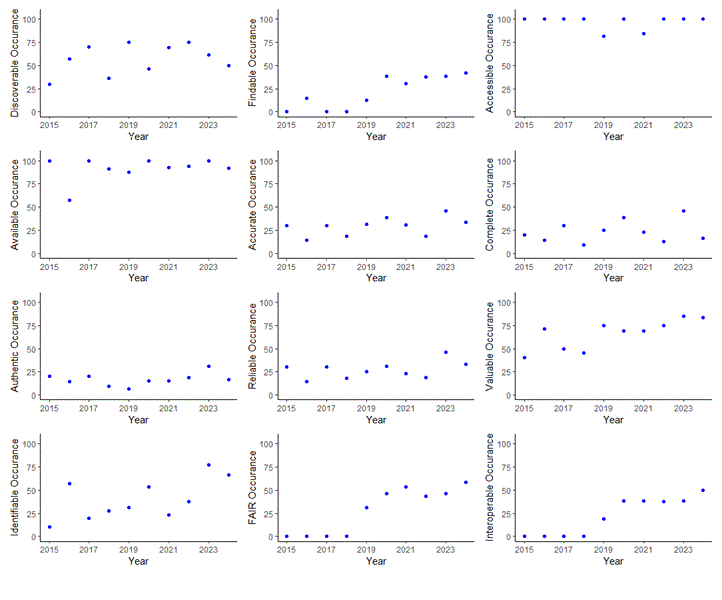 Discoverable Occurance
100
75
50
25
0
2015 2017 2019 2021 2023
Year
Findable Occurance
100
75
50
25
0
2015 2017 2019 2021 2023
Year
Accessible Occurance
100
75
50
25
0
2015 2017 2019 2021 2023
Year
Available Occurance
100
75
50
25
0
2015 2017 2019 2021 2023
Year
Accurate Occurance
100
75
50
25
0
2015 2017 2019 2021 2023
Year
Complete Occurance
100
75
50
25
0
2015 2017 2019 2021 2023
Year
Authentic Occurance
100
75
50
25
0
2015 2017 2019 2021 2023
Year
Reliable Occurance
100
75
50
25
0
2015 2017 2019 2021 2023
Year
Valuable Occurance
100
75
50
25
0
2015 2017 2019 2021 2023
Year
Identifiable Occurance
100
75
50
25
0
2015 2017 2019 2021 2023
Year
FAIR Occurance
100
75
50
25
0
2015 2017 2019 2021 2023
Year
Interoperable Occurance
100
75
50
25
0
2015 2017 2019 2021 2023
Year